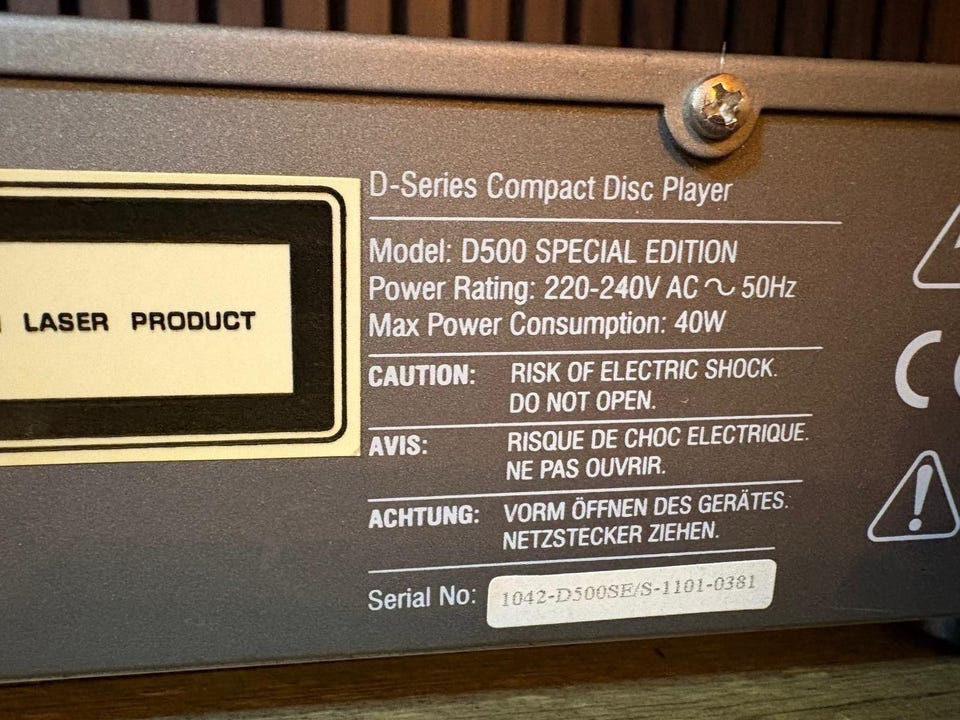 LASER PRODUCT
D-Series Compact Disc Player
Model: D500 SPECIAL EDITION
Power Rating: 220-240V AC ~ 50Hz
Max Power Consumption: 40W
CAUTION: RISK OF ELECTRIC SHOCK.
DO NOT OPEN.
AVIS: RISQUE DE CHOC ELECTRIQUE.
NE PAS OUVRIR.
ACHTUNG: VORM ÖFFNEN DES GERÄTES.
NETZSTECKER ZIEHEN.
Serial No: 1042-D500SE/S-1101-0381